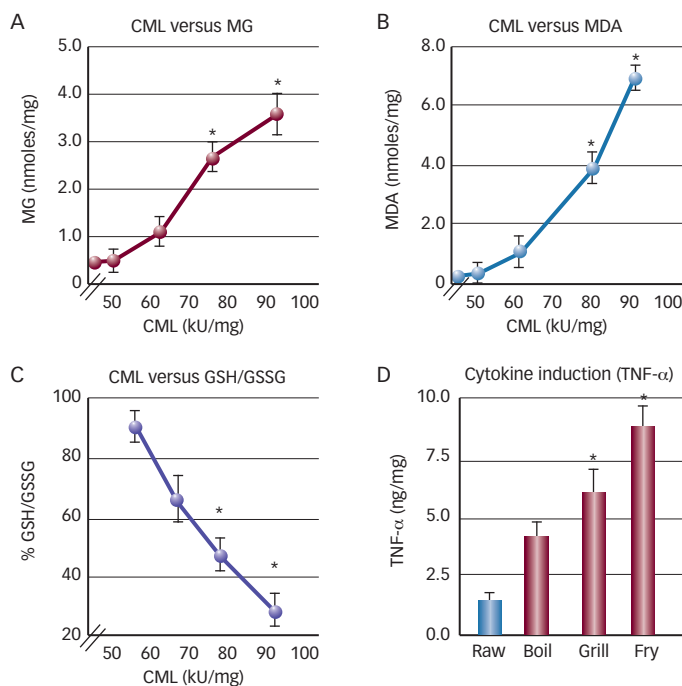 A
CML versus MG
5.0
4.0
3.0
2.0
1.0
0
MG (nmoles/mg)
*
*
50 60 70 80 90 100
CML (kU/mg)
B
CML versus MDA
8.0
6.0
4.0
2.0
0
MDA (nmoles/mg)
*
*
50 60 70 80 90 100
CML (kU/mg)
C
CML versus GSH/GSSG
100
80
60
40
20
% GSH/GSSG
*
*
50 60 70 80 90 100
CML (kU/mg)
D
Cytokine induction (TNF-α)
10.0
7.5
5.0
2.5
0.0
TNF-α (ng/mg)
*
*
Raw Boil Grill Fry